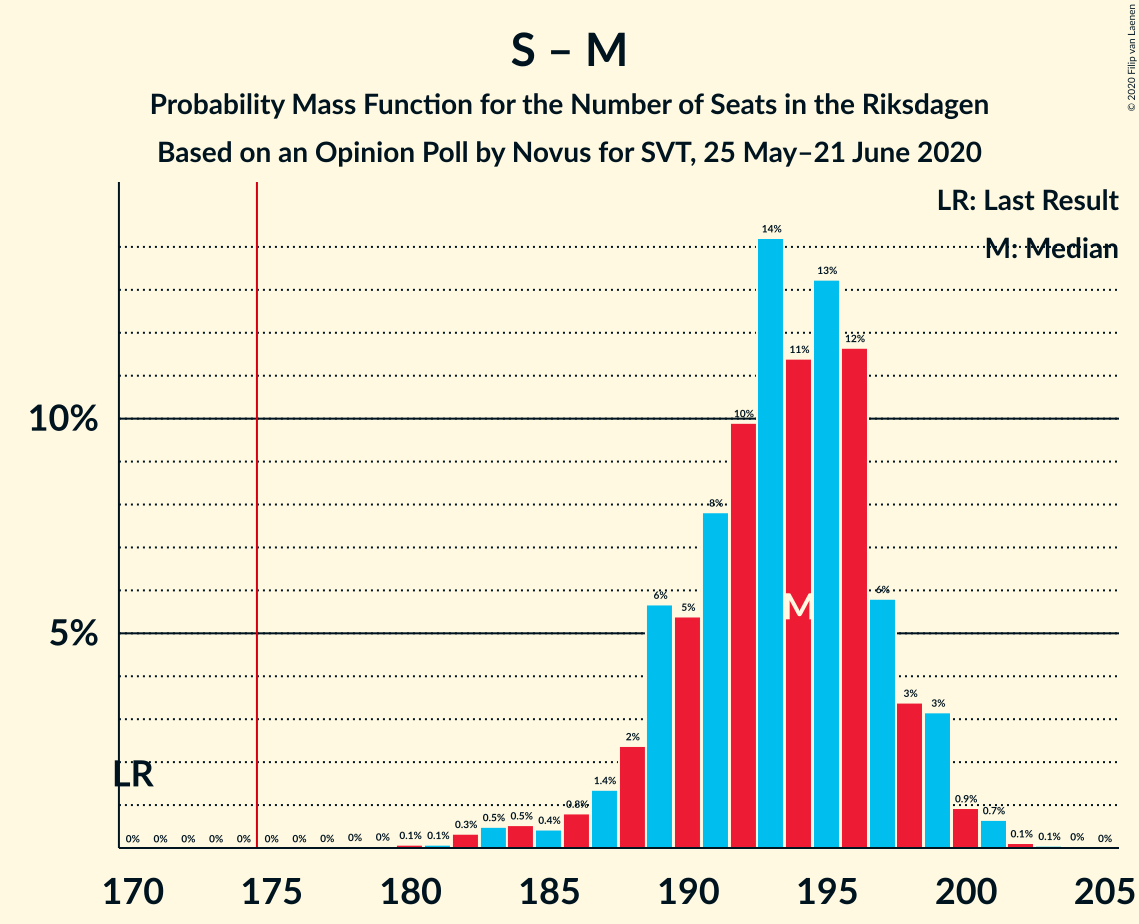 S – M
Probability Mass Function for the Number of Seats in the Riksdagen
Based on an Opinion Poll by Novus for SVT, 25 May–21 June 2020
© 2020 Filip van Laenen
LR: Last Result
M: Median
10%
5%
LR
M
0% 0% 0% 0% 0% 0% 0% 0% 0% 0% 0.1% 0.1% 0.3% 0.5% 0.5% 0.4% 0.8% 1.4% 2% 6% 5% 8% 10% 14% 11% 13% 12% 6% 3% 3% 0.9% 0.7% 0.1% 0.1% 0% 0%
170 175 180 185 190 195 200 205